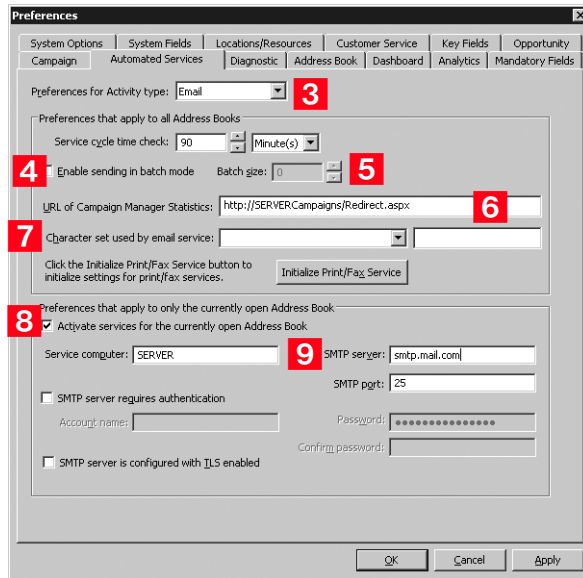 Preferences
System Options System Fields Locations/Resources Customer Service Key Fields Opportunity
Campaign Automated Services Diagnostic Address Book Dashboard Analytics Mandatory Fields
Preferences for Activity type: Email 3
Preferences that apply to all Address Books
Service cycle time check: 90 Minute(s)
4 Enable sending in batch mode Batch size: 0 5
URL of Campaign Manager Statistics: http://SERVERCampaigns/Redirect.aspx 6
7 Character set used by email service:
Click the Initialize Print/Fax Service button to
initialize settings for print/fax services. Initialize Print/Fax Service
Preferences that apply to only the currently open Address Book
8 Activate services for the currently open Address Book
Service computer: SERVER 9 SMTP server: smtp.mail.com
SMTP port: 25
SMTP server requires authentication
Account name: Password: ●●●●●●●●●●●●●●●
Confirm password:
SMTP server is configured with TLS enabled
OK Cancel Apply